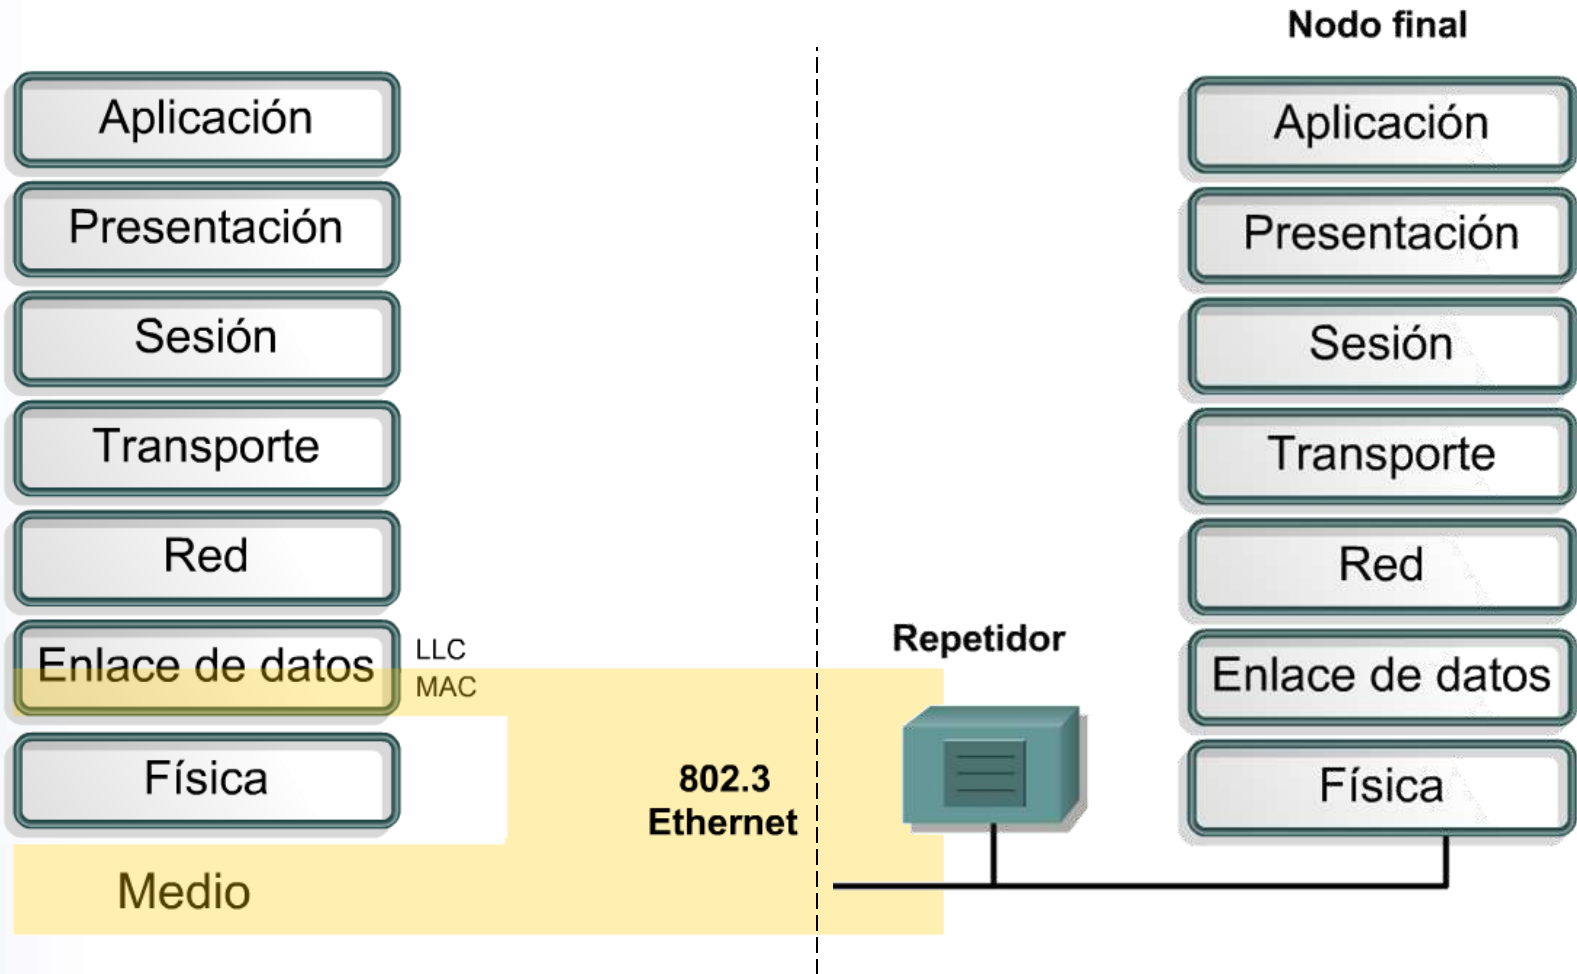 Nodo final
Aplicación
Presentación
Sesión
Transporte
Red
Enlace de datos
LLC
MAC
Física
Medio
802.3
Ethernet
Repetidor
Aplicación
Presentación
Sesión
Transporte
Red
Enlace de datos
Física